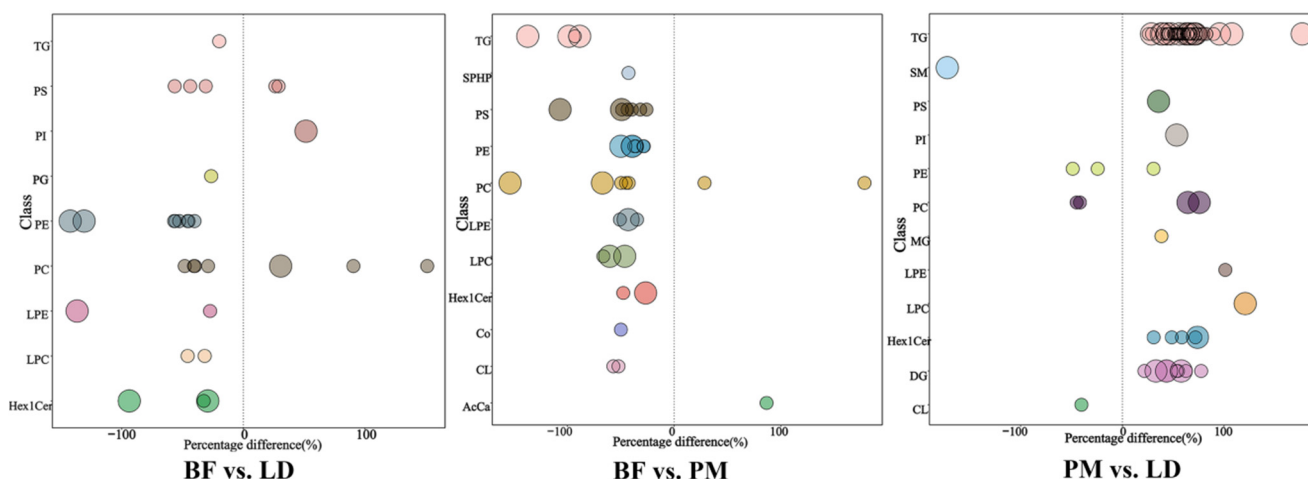 TG
PS
PI
PG
PE
PC
LPE
LPC
Hex1Cer
Class
−100
0
100
Percentage difference(%)
BF vs. LD
TG
SPHP
PS
PE
PC
LPE
LPC
Hex1Cer
Co
CL
AcCa
Class
−100
0
100
Percentage difference(%)
BF vs. PM
TG
SM
PS
PI
PE
PC
MG
LPE
LPC
Hex1Cer
DG
CL
Class
−100
0
100
Percentage difference(%)
PM vs. LD